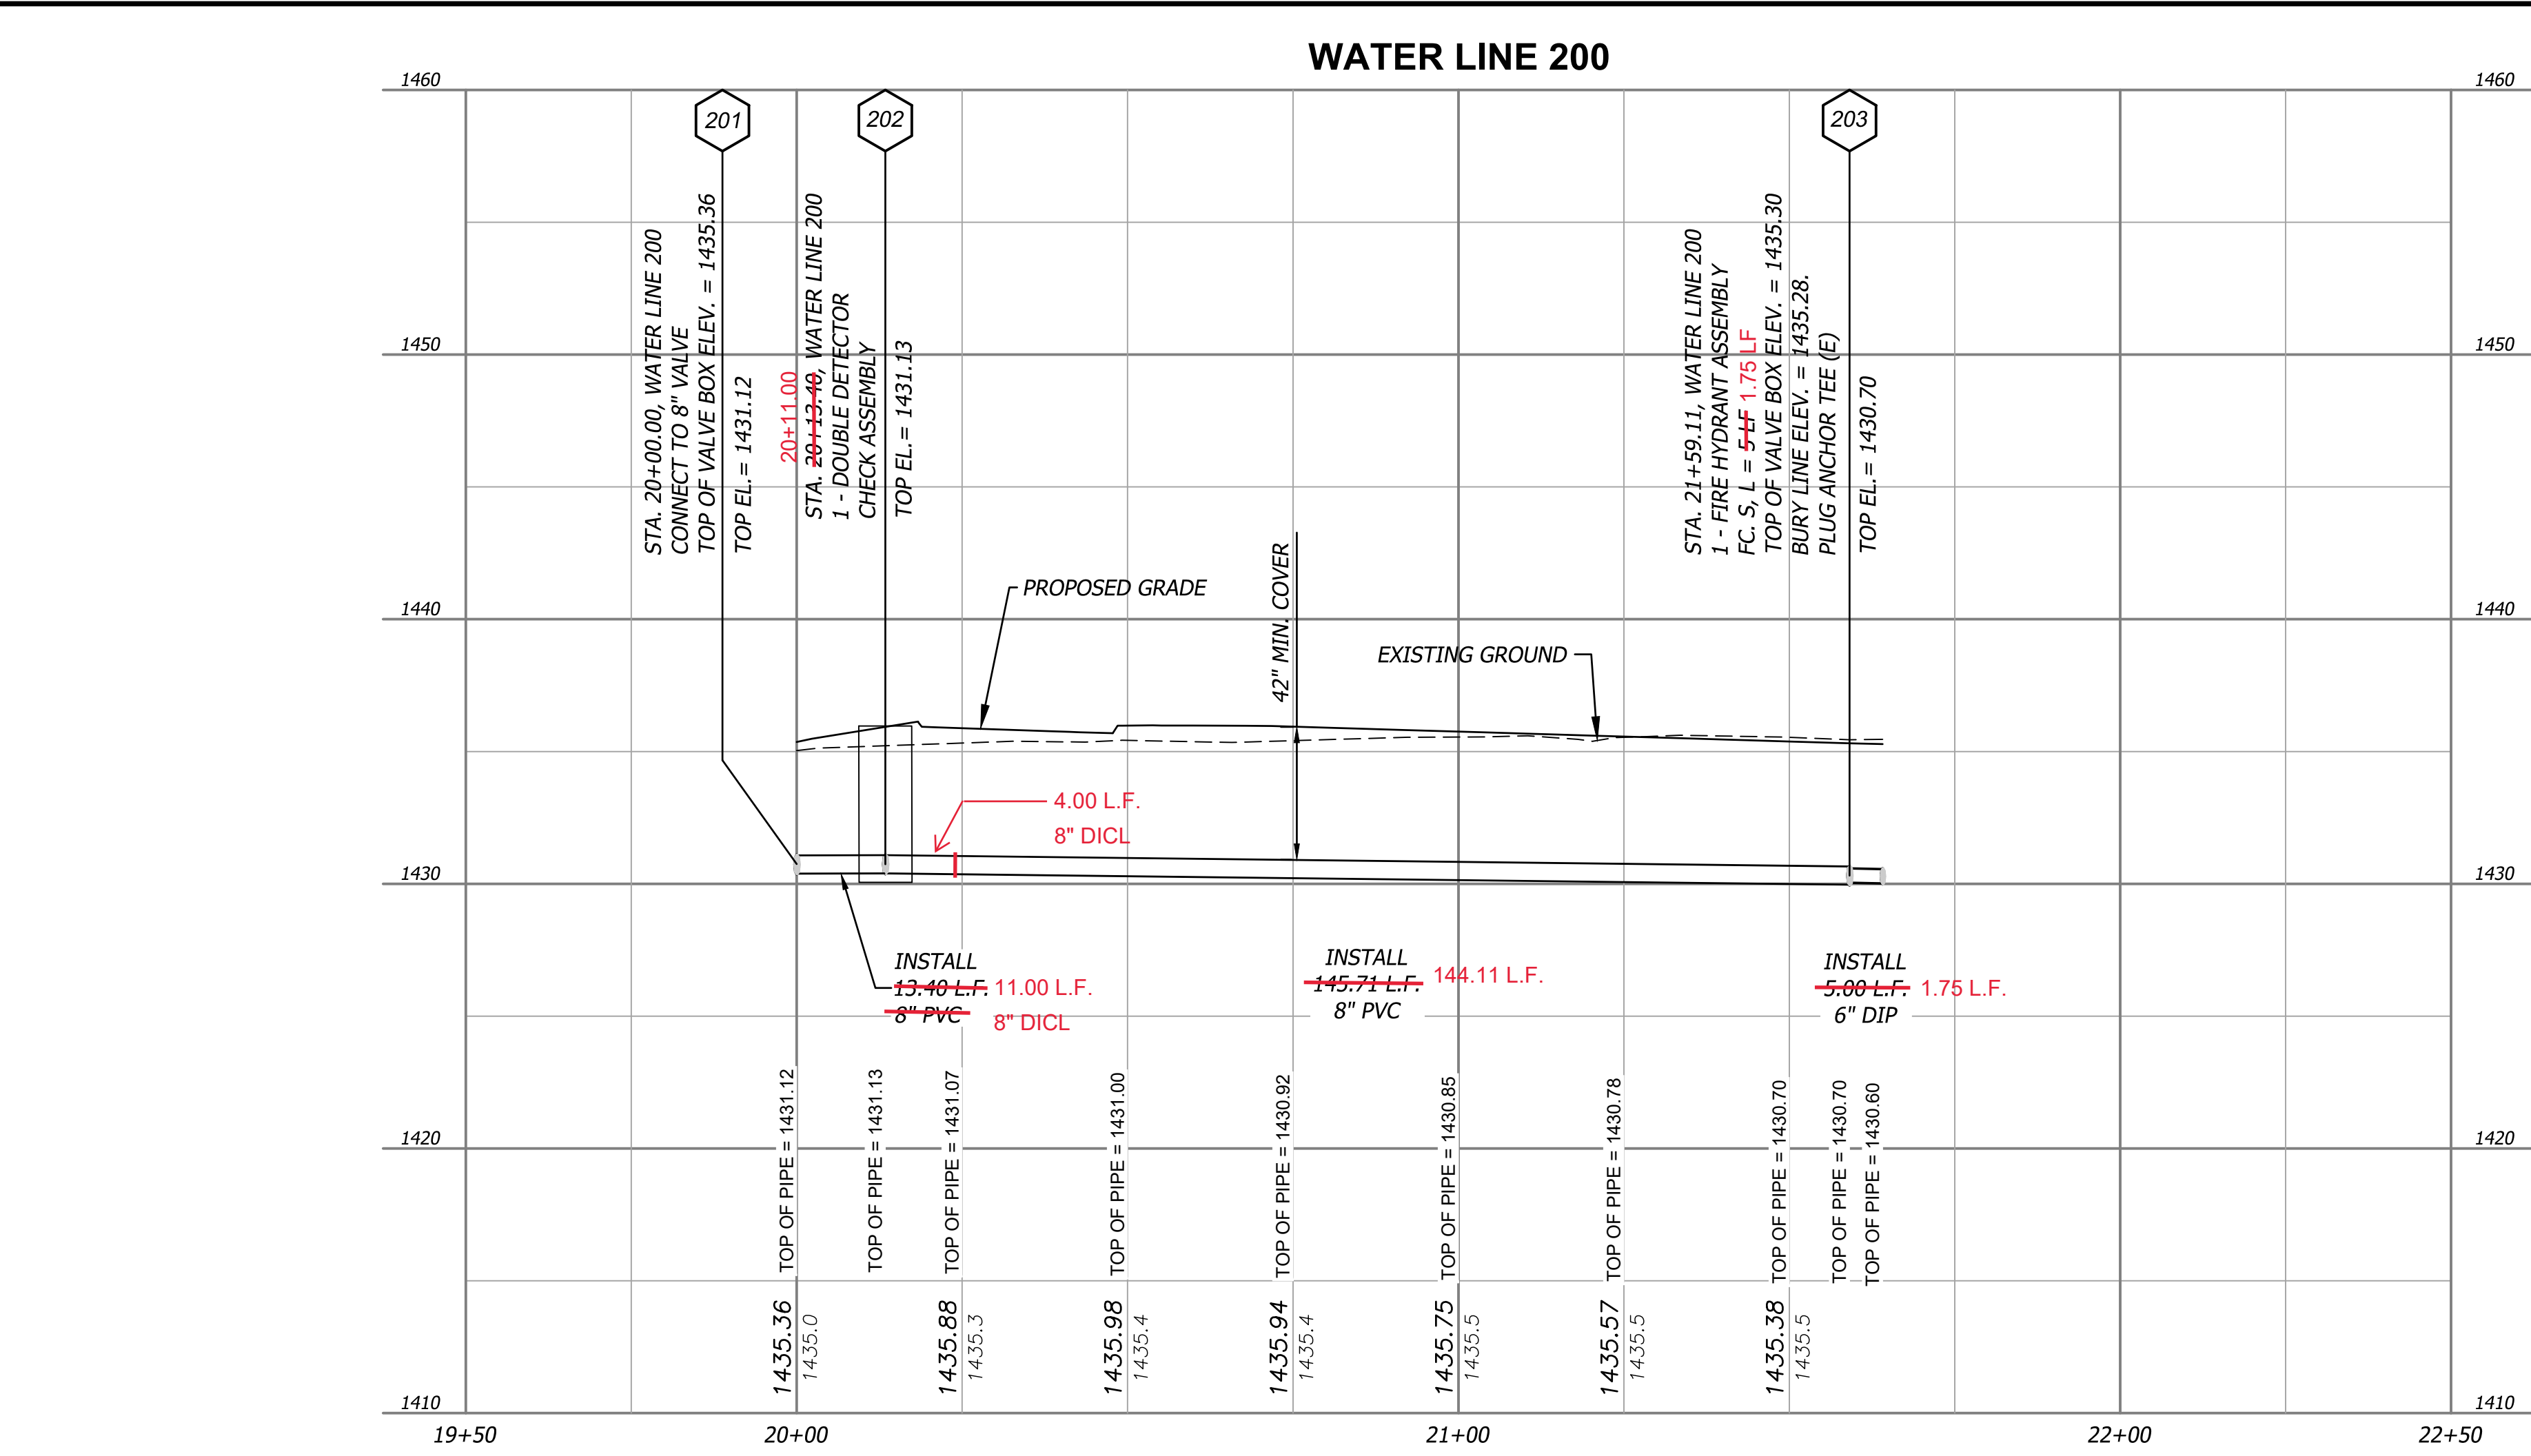 WATER LINE 200
1460
1460
201
202
203
STA. 20+00.00, WATER LINE 200
CONNECT TO 8" VALVE
TOP OF VALVE BOX ELEV. = 1435.36
TOP EL.= 1431.12
20+11.00
STA. 20+13.40, WATER LINE 200
1 - DOUBLE DETECTOR
CHECK ASSEMBLY
TOP EL.= 1431.13
STA. 21+59.11, WATER LINE 200
1 - FIRE HYDRANT ASSEMBLY
FC. S, L = 5 LF 1.75 LF
TOP OF VALVE BOX ELEV. = 1435.30
BURY LINE ELEV. = 1435.28.
PLUG ANCHOR TEE (E)
TOP EL.= 1430.70
1450
1450
1440
1440
PROPOSED GRADE
42" MIN. COVER
EXISTING GROUND
4.00 L.F.
8" DICL
1430
1430
INSTALL
13.40 L.F. 11.00 L.F.
8" PVC 8" DICL
INSTALL
145.71 L.F. 144.11 L.F.
8" PVC
INSTALL
5.00 L.F. 1.75 L.F.
6" DIP
1420
1420
TOP OF PIPE = 1431.12
TOP OF PIPE = 1431.13
TOP OF PIPE = 1431.07
TOP OF PIPE = 1431.00
TOP OF PIPE = 1430.92
TOP OF PIPE = 1430.85
TOP OF PIPE = 1430.78
TOP OF PIPE = 1430.70
TOP OF PIPE = 1430.70
TOP OF PIPE = 1430.60
1435.36
1435.0
1435.88
1435.3
1435.98
1435.4
1435.94
1435.4
1435.75
1435.5
1435.57
1435.5
1435.38
1435.5
1410
1410
19+50
20+00
21+00
22+00
22+50